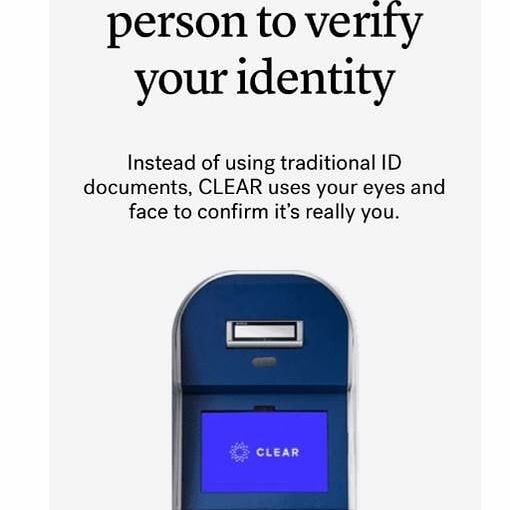 person to verify
your identity
Instead of using traditional ID
documents, CLEAR uses your eyes and
face to confirm it's really you.
CLEAR